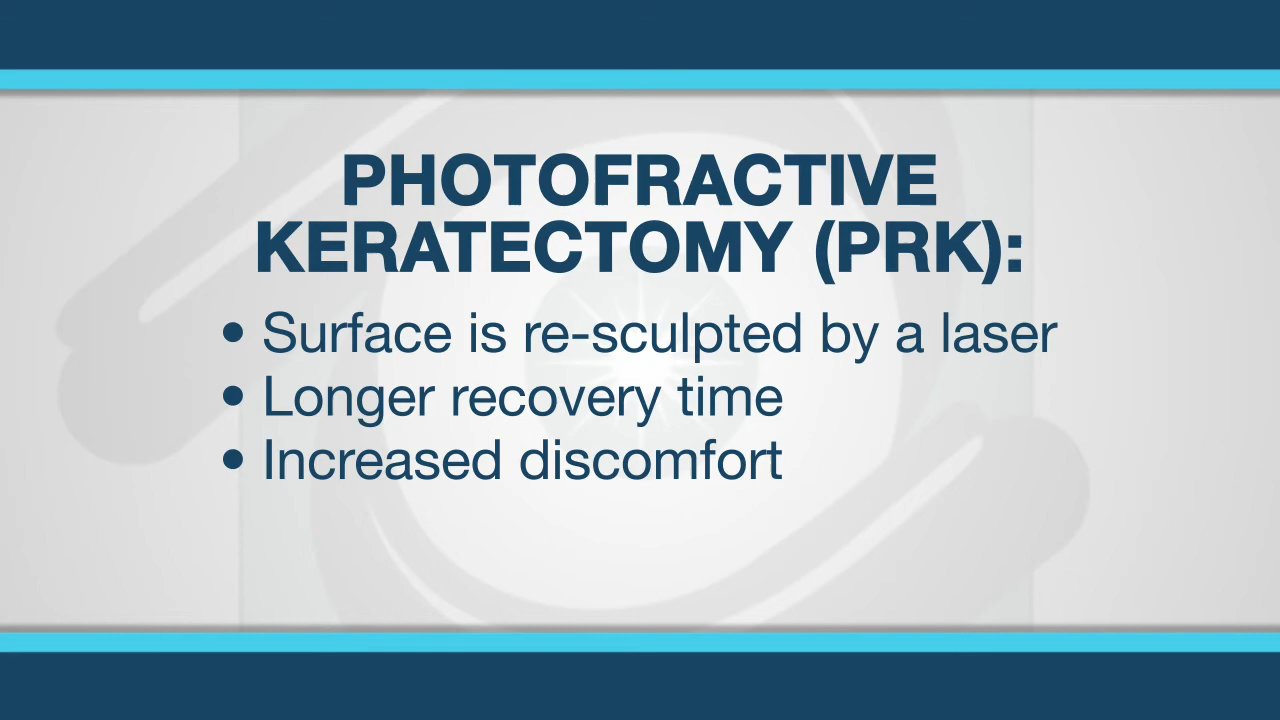 PHOTOFRACTIVE
KERATECTOMY (PRK):
• Surface is re-sculpted by a laser
• Longer recovery time
• Increased discomfort